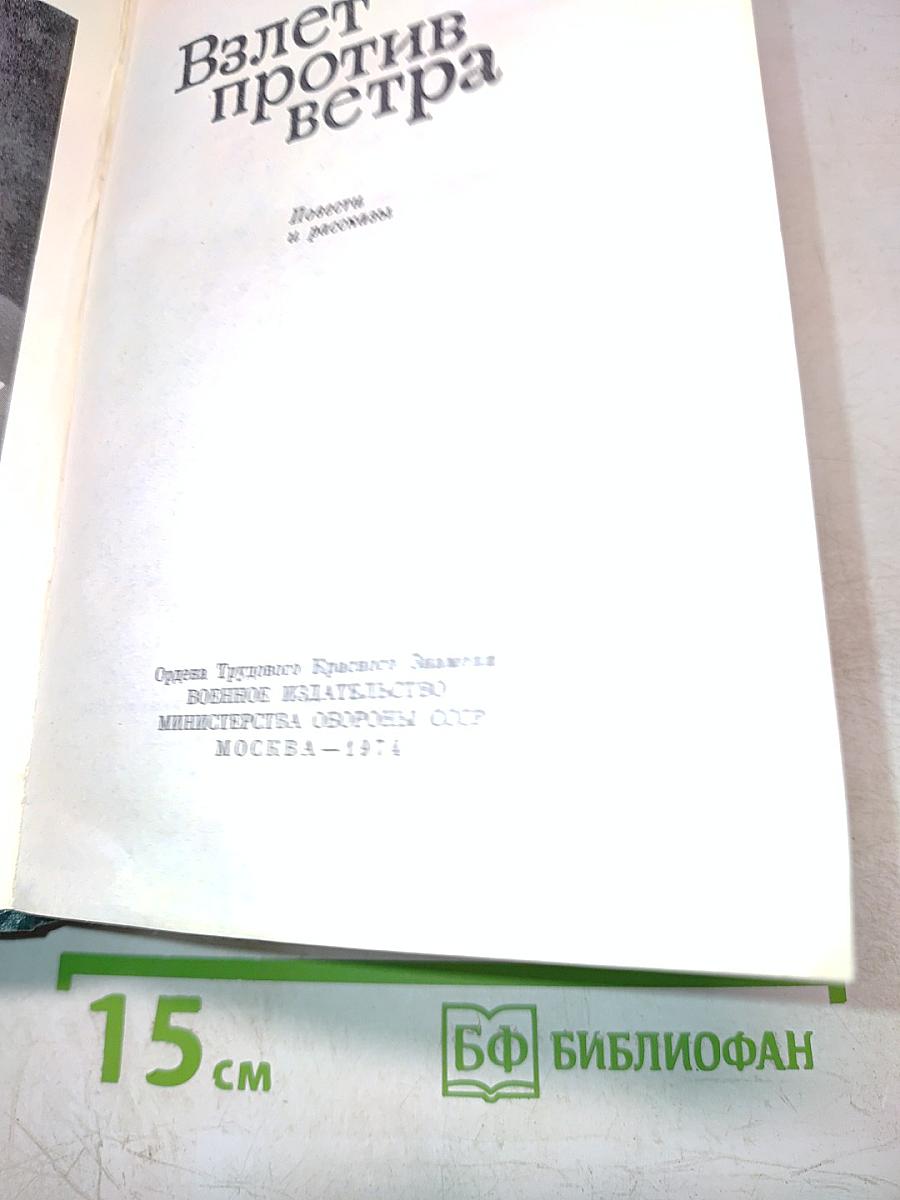 Взлет
против
ветра
Повести
и рассказы
Ордена Трудового Красного Знамени
ВОЕННОЕ ИЗДАТЕЛЬСТВО
МИНИСТЕРСТВА ОБОРОНЫ СССР
МОСКВА — 1974
15 см
БФ БИБЛИОФАН